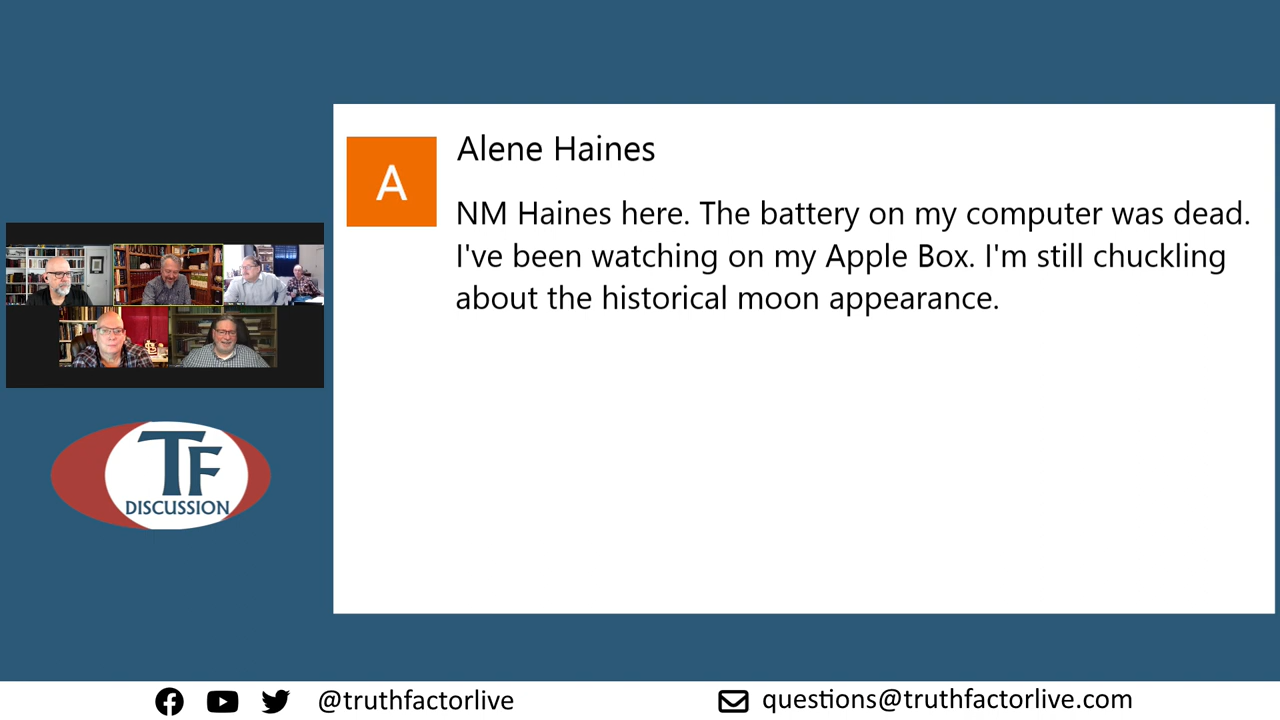 A
Alene Haines
NM Haines here. The battery on my computer was dead.
I've been watching on my Apple Box. I'm still chuckling
about the historical moon appearance.
TF
DISCUSSION
@truthfactorlive
questions@truthfactorlive.com